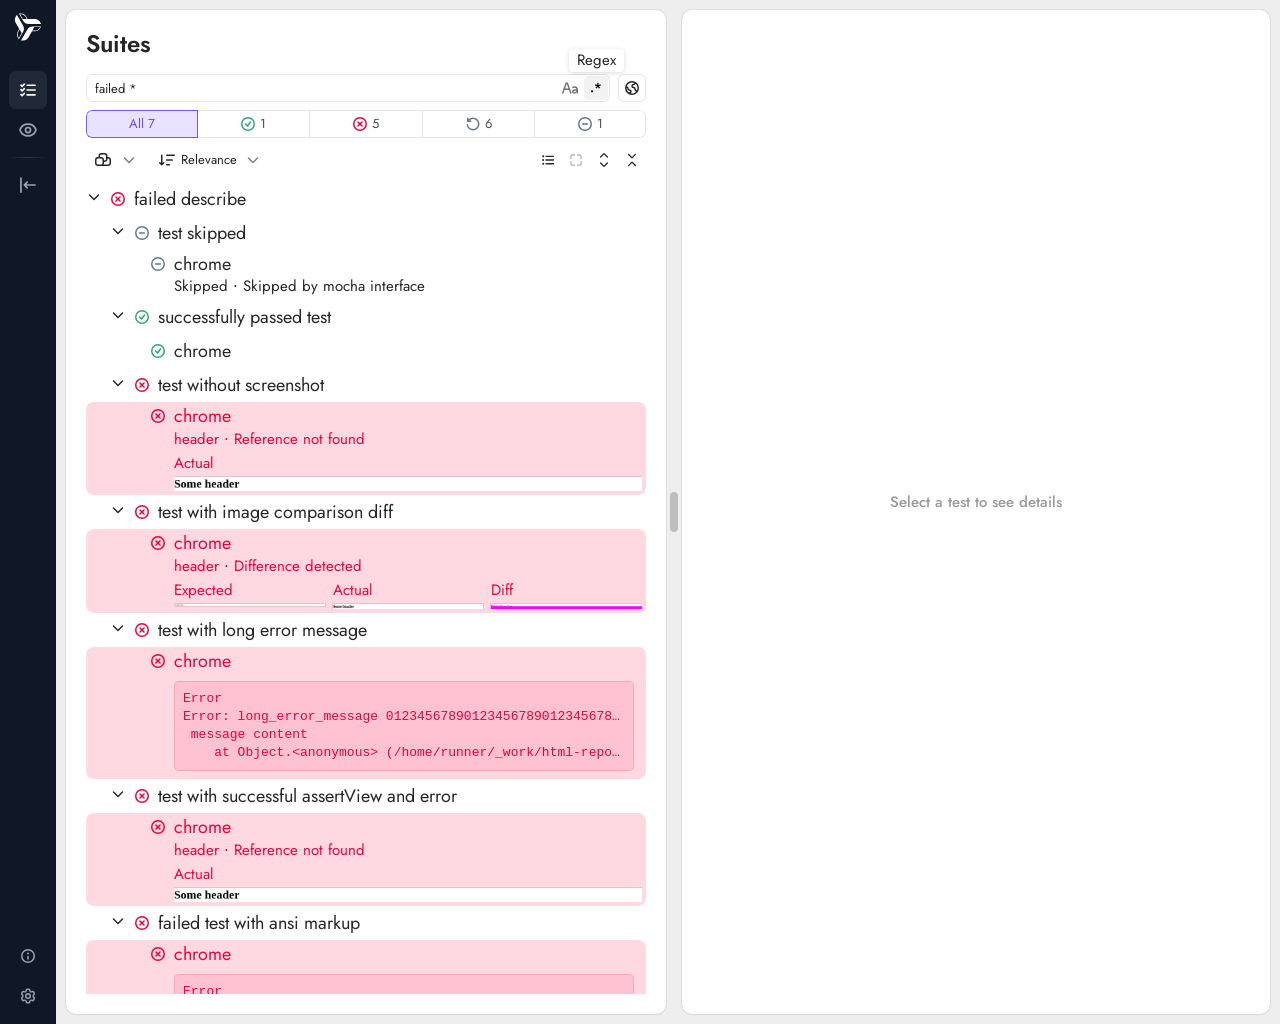 Suites
Regex
failed *
Aa .*
All 7
1
5
6
1
Relevance
failed describe
test skipped
chrome
Skipped · Skipped by mocha interface
successfully passed test
chrome
test without screenshot
chrome
header · Reference not found
Actual
Some header
test with image comparison diff
chrome
header · Difference detected
Expected Actual Diff
Some header
test with long error message
chrome
Error
Error: long_error_message 01234567890123456789012345678…
message content
at Object.<anonymous> (/home/runner/_work/html-repo…
test with successful assertView and error
chrome
header · Reference not found
Actual
Some header
failed test with ansi markup
chrome
Error
Select a test to see details